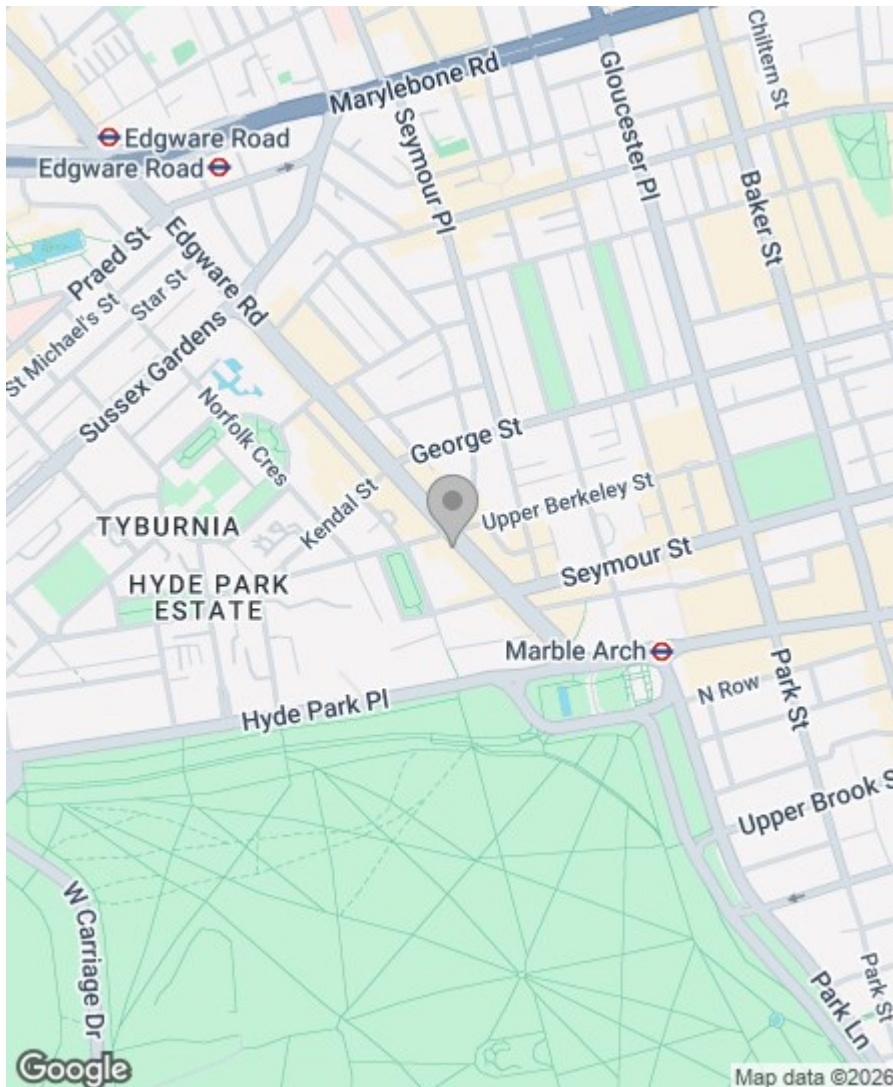 Chiltern St
Marylebone Rd
Gloucester Pl
Seymour Pl
Edgware Road
Edgware Road
Baker St
Praed St
Edgware Rd
Star St
St Michael's St
Sussex Gardens
Norfolk Cres
George St
Kendal St
Upper Berkeley St
TYBURNIA
Seymour St
HYDE PARK
ESTATE
Marble Arch
Park St
N Row
Hyde Park Pl
Upper Brook S
W Carriage Dr
Park St
Park Ln
Google
Map data ©2026